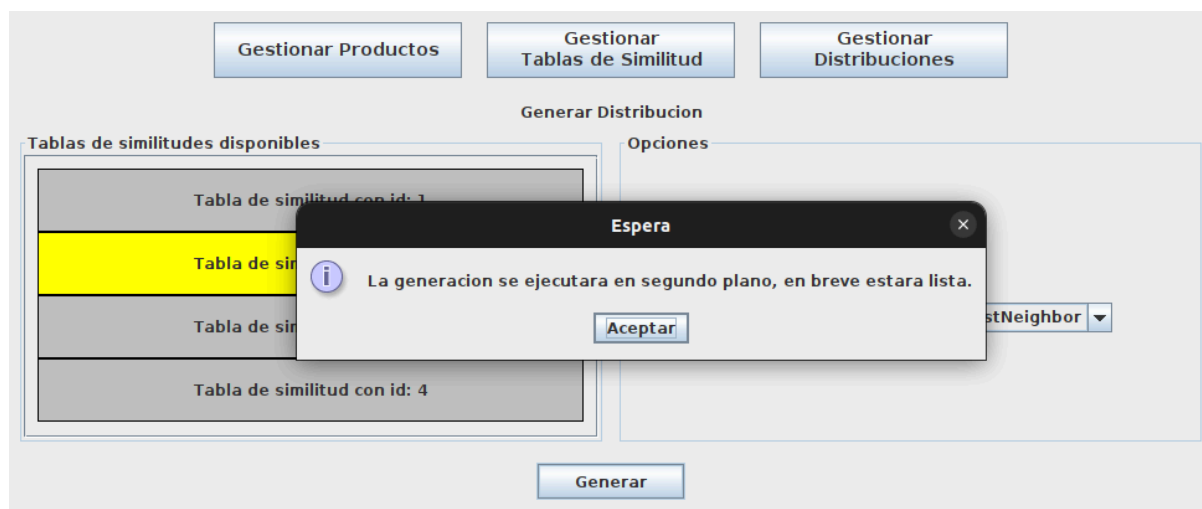 Gestionar Productos
Gestionar
Tablas de Similitud
Gestionar
Distribuciones
Generar Distribucion
Tablas de similitudes disponibles
Opciones
Tabla de similitud con id: 1
Tabla de
Tabla de
Tabla de similitud con id: 4
Espera
La generacion se ejecutara en segundo plano, en breve estara lista.
Aceptar
stNeighbor
Generar